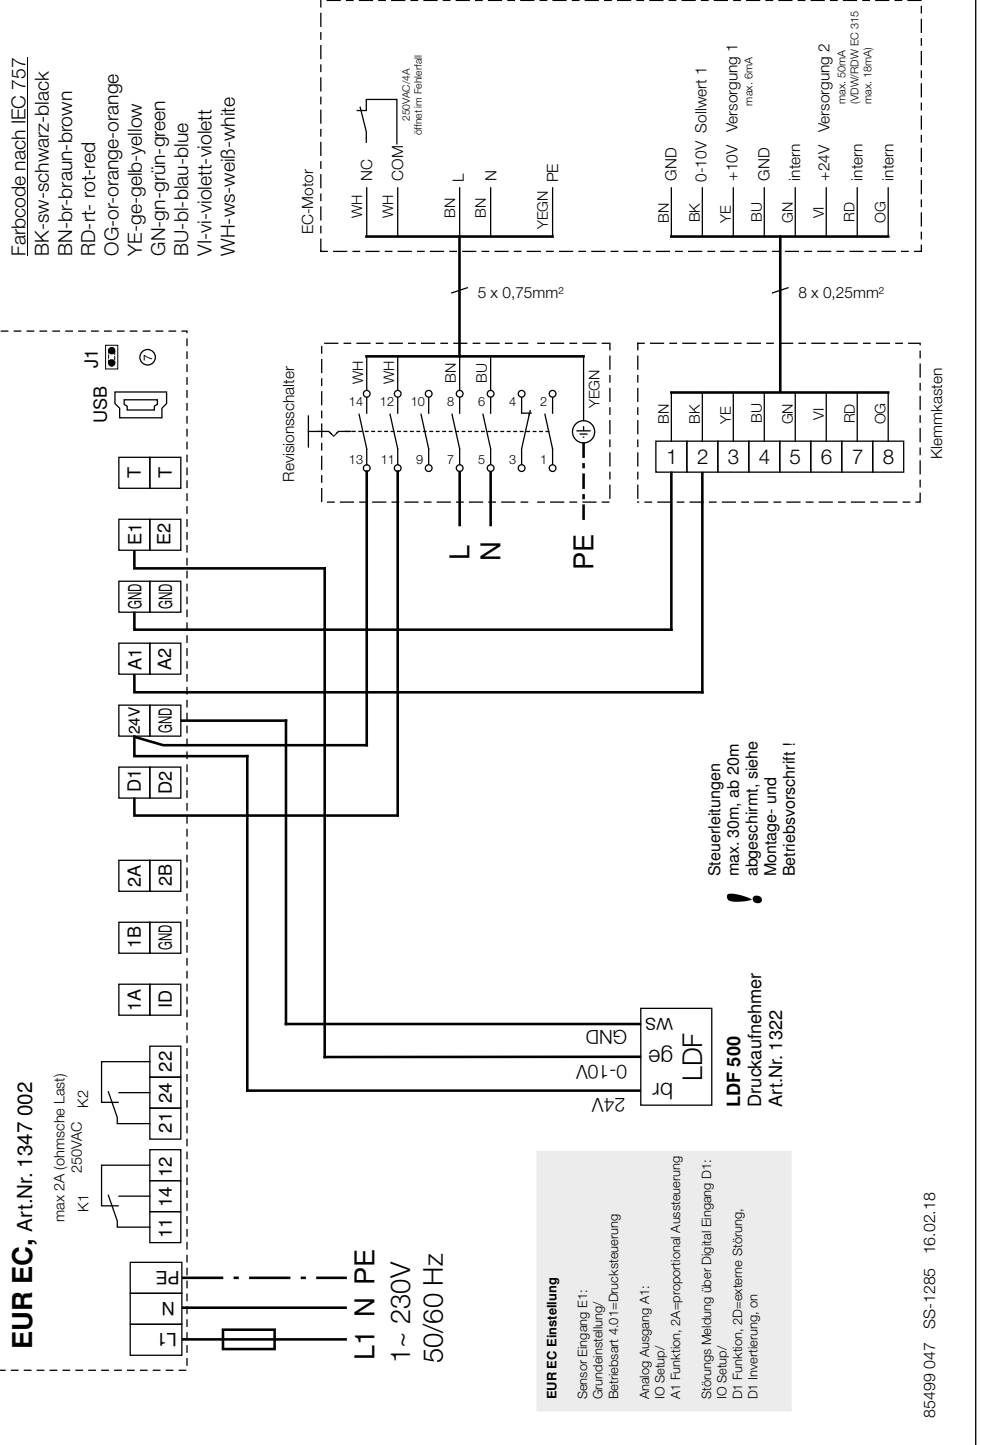 EUR EC, Art.Nr. 1347 002
max 2A (ohmsche Last)
250VAC
K1
K2
L1
N
PE
11
14
12
21
24
22
1A
ID
1B
GND
2A
2B
D1
D2
24V
GND
A1
A2
GND
GND
E1
E2
T
T
USB
J1
7
Farbcode nach IEC 757
BK-sw-schwarz-black
BN-br-braun-brown
RD-rt- rot-red
OG-or-orange-orange
YE-ge-gelb-yellow
GN-gn-grün-green
BU-bl-blau-blue
VI-vi-violett-violett
WH-ws-weiß-white
L1 N PE
1~ 230V
50/60 Hz
Revisionsschalter
13
14
WH
11
12
WH
9
10
7
8
BN
5
6
BU
3
4
1
2
YEGN
L
N
PE
5 x 0,75mm²
EC-Motor
WH
NC
WH
COM
250VAC/4A
öffnet im Fehlerfall
BN
L
BN
N
YEGN
PE
BN
GND
BK
0-10V Sollwert 1
YE
+10V Versorgung 1
max. 6mA
BU
GND
GN
intern
VI
+24V Versorgung 2
max. 50mA
(VDW/RDW EC 315
max. 18mA)
RD
intern
OG
intern
8 x 0,25mm²
1
BN
2
BK
3
YE
4
BU
5
GN
6
VI
7
RD
8
OG
Klemmkasten
24V
0-10V
GND
br
ge
ws
LDF
LDF 500
Druckaufnehmer
Art.Nr. 1322
!
Steuerleitungen
max. 30m, ab 20m
abgeschirmt, siehe
Montage- und
Betriebsvorschrift !
EUR EC Einstellung
Sensor Eingang E1:
Grundeinstellung/
Betriebsart 4.01=Drucksteuerung
Analog Ausgang A1:
IO Setup/
A1 Funktion, 2A=proportional Aussteuerung
Störungs Meldung über Digital Eingang D1:
IO Setup/
D1 Funktion, 2D=externe Störung,
D1 Invertierung, on
85499 047 SS-1285 16.02.18